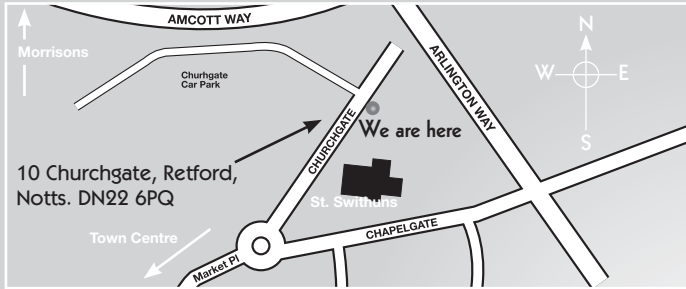 AMCOTT WAY
Morrisons
Churhgate
Car Park
ARLINGTON WAY
N
W
E
S
CHURCHGATE
We are here
10 Churchgate, Retford,
Notts. DN22 6PQ
St. Swithuns
Town Centre
CHAPELGATE
Market Pl